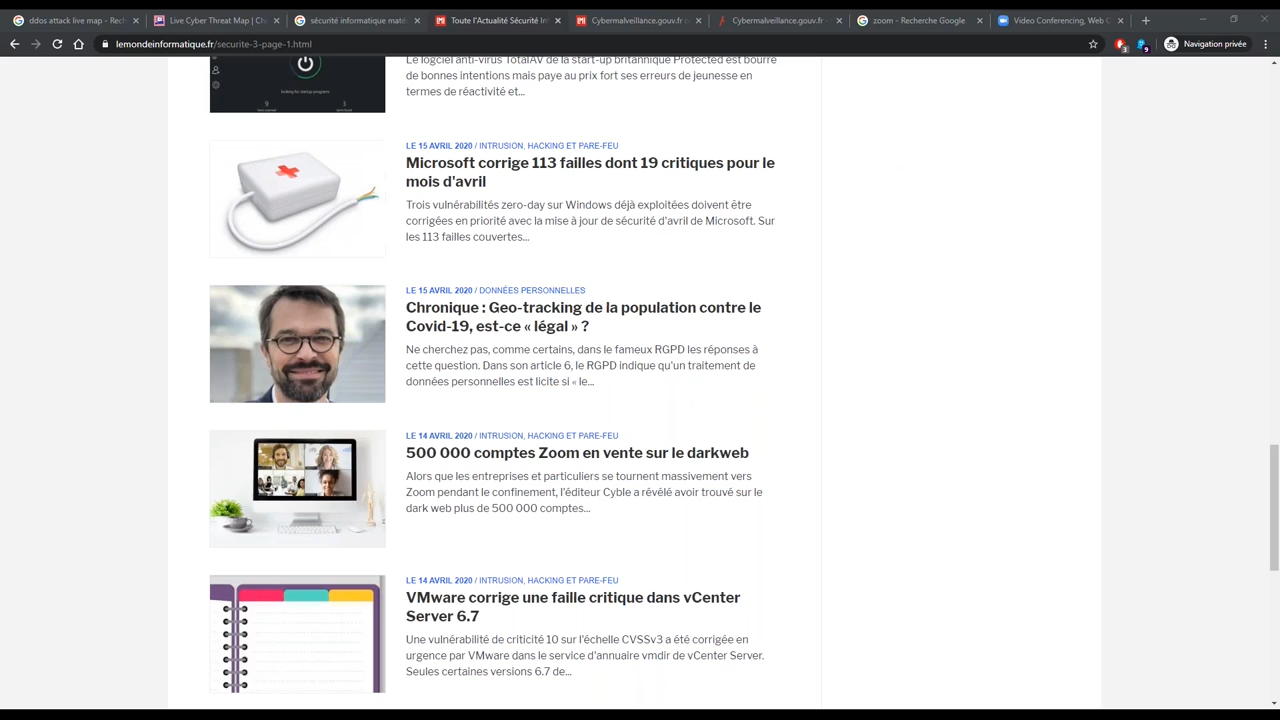 ddos attack live map - Rech
Live Cyber Threat Map | Che
sécurité informatique maté
Toute l'Actualité Sécurité In
Cybermalveillance.gouv.fr o
Cybermalveillance.gouv.fr -
zoom - Recherche Google
Video Conferencing, Web C
lemondeinformatique.fr/securite-3-page-1.html
3
9
Navigation privée
Le logciel anti-virus TotalAV de la start-up britannique Protected est bourré
de bonnes intentions mais paye au prix fort ses erreurs de jeunesse en
termes de réactivité et...
looking for startup programs
9
3
LE 15 AVRIL 2020 / INTRUSION, HACKING ET PARE-FEU
Microsoft corrige 113 failles dont 19 critiques pour le
mois d'avril
Trois vulnérabilités zero-day sur Windows déjà exploitées doivent être
corrigées en priorité avec la mise à jour de sécurité d'avril de Microsoft. Sur
les 113 failles couvertes...
LE 15 AVRIL 2020 / DONNÉES PERSONNELLES
Chronique : Geo-tracking de la population contre le
Covid-19, est-ce « légal » ?
Ne cherchez pas, comme certains, dans le fameux RGPD les réponses à
cette question. Dans son article 6, le RGPD indique qu'un traitement de
données personnelles est licite si « le...
LE 14 AVRIL 2020 / INTRUSION, HACKING ET PARE-FEU
500 000 comptes Zoom en vente sur le darkweb
Alors que les entreprises et particuliers se tournent massivement vers
Zoom pendant le confinement, l'éditeur Cyble a révélé avoir trouvé sur le
dark web plus de 500 000 comptes...
LE 14 AVRIL 2020 / INTRUSION, HACKING ET PARE-FEU
VMware corrige une faille critique dans vCenter
Server 6.7
Une vulnérabilité de criticité 10 sur l'échelle CVSSv3 a été corrigée en
urgence par VMware dans le service d'annuaire vmdir de vCenter Server.
Seules certaines versions 6.7 de...